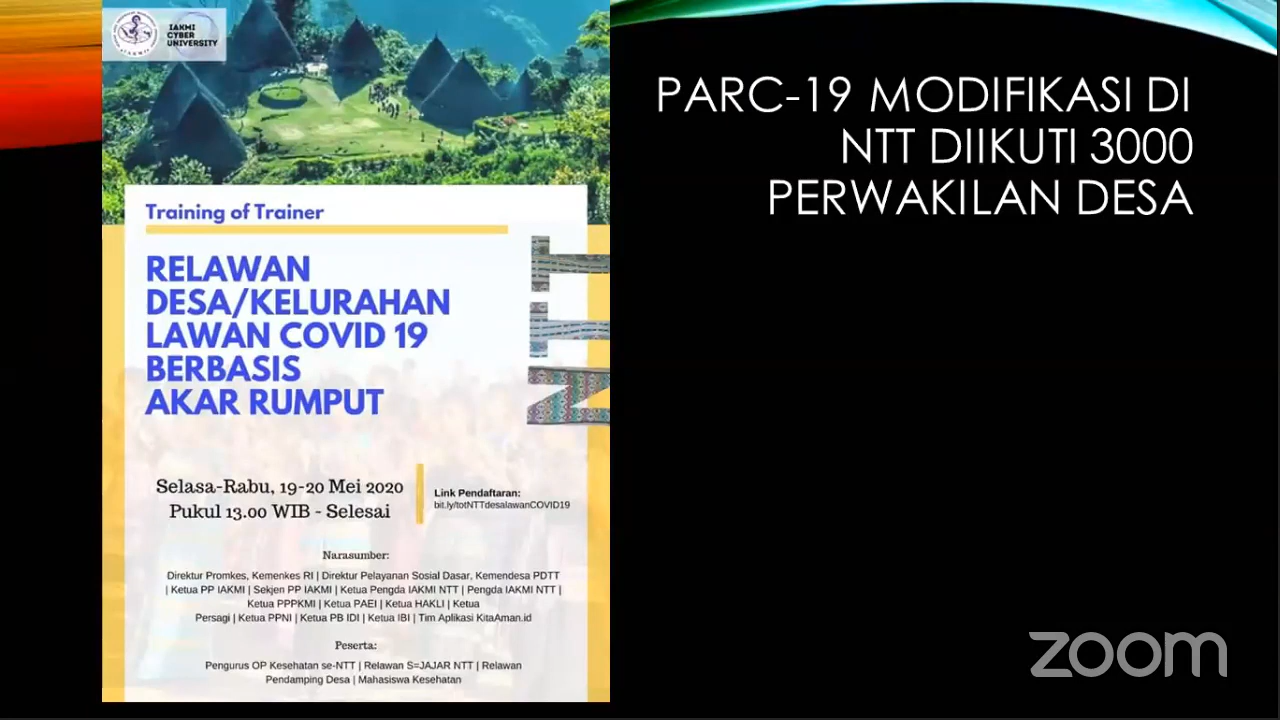 IAKMI
CYBER
UNIVERSITY
Training of Trainer
RELAWAN
DESA/KELURAHAN
LAWAN COVID 19
BERBASIS
AKAR RUMPUT
NTT
Selasa-Rabu, 19-20 Mei 2020
Pukul 13.00 WIB - Selesai
Link Pendaftaran:
bit.ly/totNTTdesalawanCOVID19
Narasumber:
Direktur Promkes, Kemenkes RI | Direktur Pelayanan Sosial Dasar, Kemendesa PDTT
| Ketua PP IAKMI | Sekjen PP IAKMI | Ketua Pengda IAKMI NTT | Pengda IAKMI NTT |
Ketua PPPKMI | Ketua PAEI | Ketua HAKLI | Ketua
Persagi | Ketua PPNI | Ketua PB IDI | Ketua IBI | Tim Aplikasi KitaAman.id
Peserta:
Pengurus OP Kesehatan se-NTT | Relawan S=JAJAR NTT | Relawan
Pendamping Desa | Mahasiswa Kesehatan
PARC-19 MODIFIKASI DI
NTT DIIKUTI 3000
PERWAKILAN DESA
zoom